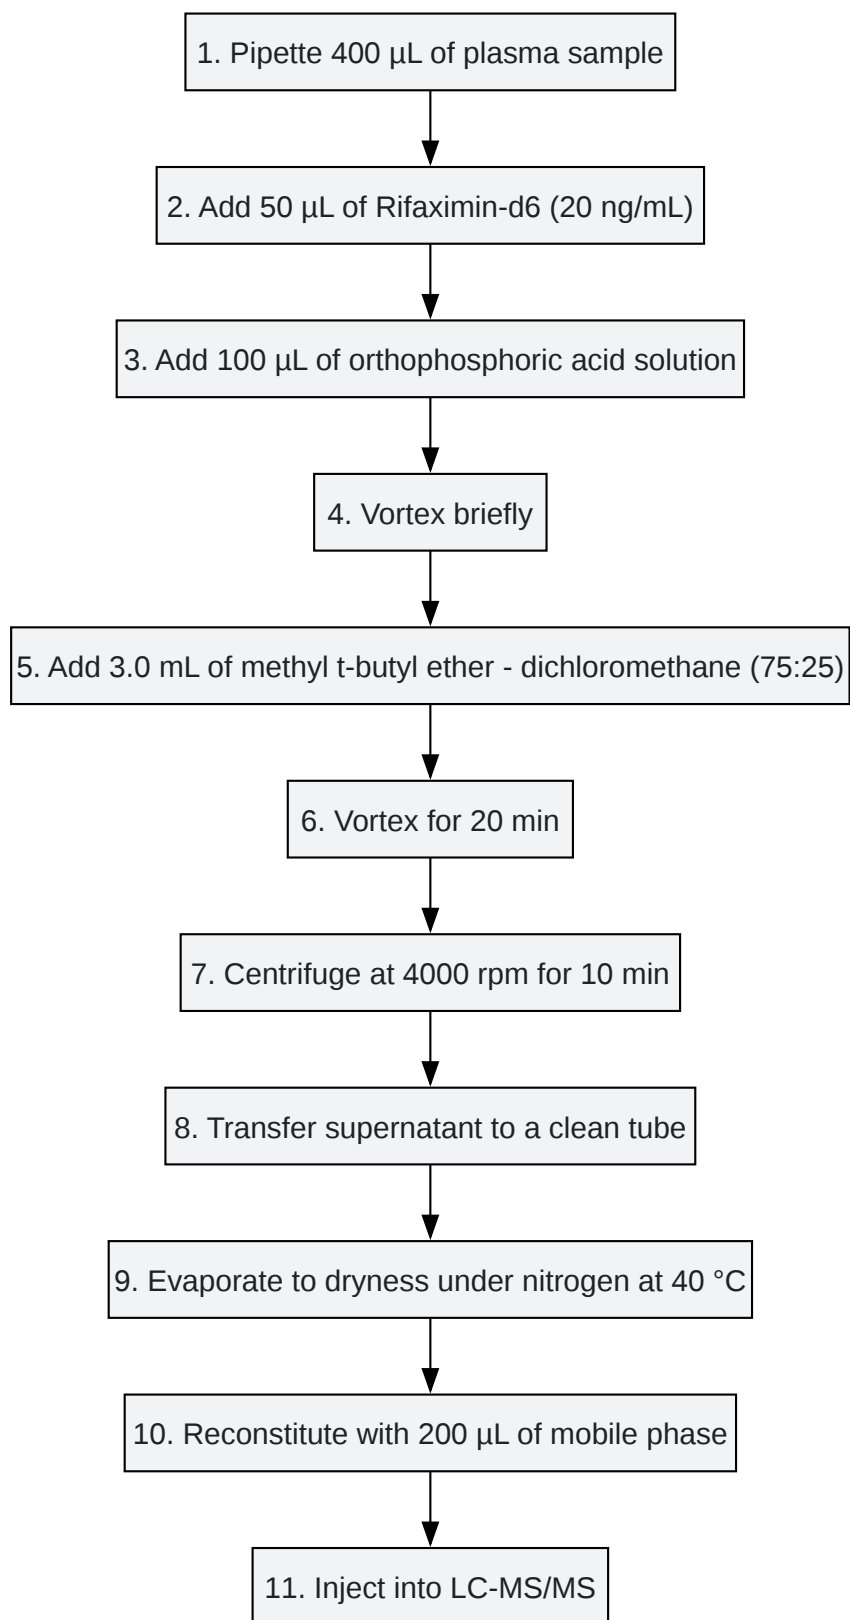 1. Pipette 400 µL of plasma sample
2. Add 50 µL of Rifaximin-d6 (20 ng/mL)
3. Add 100 µL of orthophosphoric acid solution
4. Vortex briefly
5. Add 3.0 mL of methyl t-butyl ether - dichloromethane (75:25)
6. Vortex for 20 min
7. Centrifuge at 4000 rpm for 10 min
8. Transfer supernatant to a clean tube
9. Evaporate to dryness under nitrogen at 40 °C
10. Reconstitute with 200 µL of mobile phase
11. Inject into LC-MS/MS